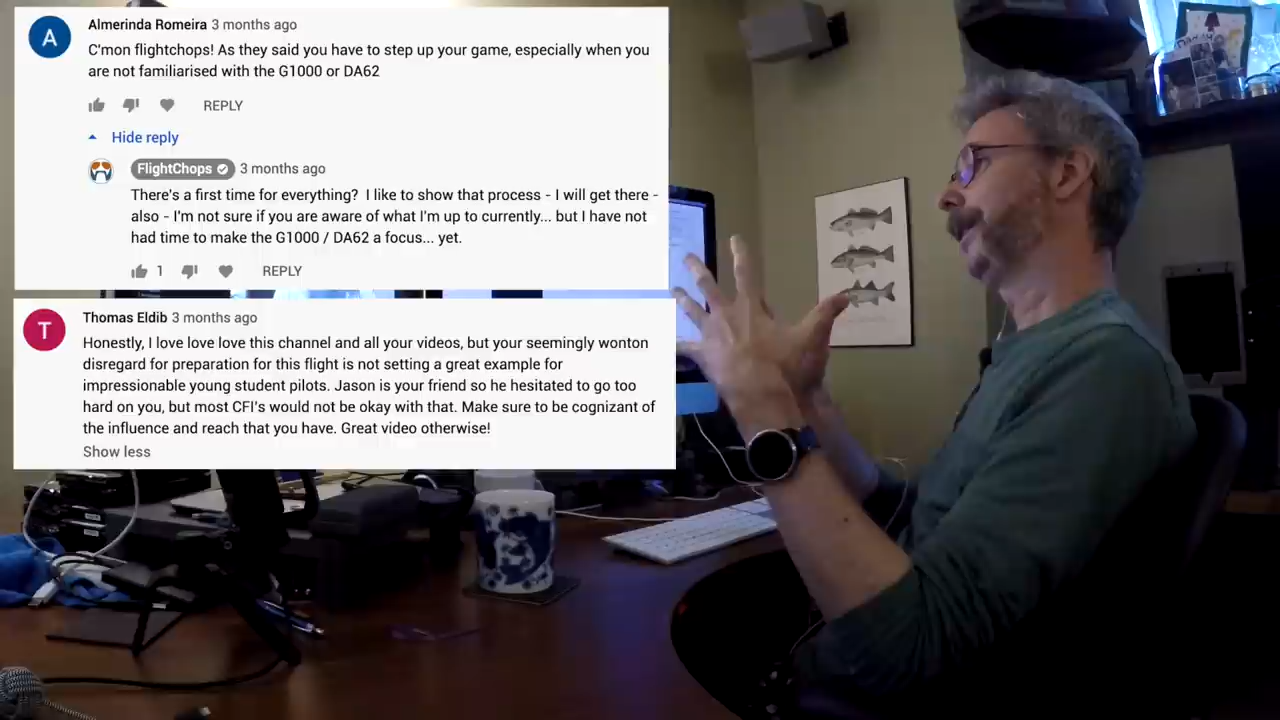 A
Almerinda Romeira 3 months ago
C'mon flightchops! As they said you have to step up your game, especially when you
are not familiarised with the G1000 or DA62
REPLY
Hide reply
FlightChops 3 months ago
There's a first time for everything? I like to show that process - I will get there -
also - I'm not sure if you are aware of what I'm up to currently... but I have not
had time to make the G1000 / DA62 a focus... yet.
1 REPLY
T
Thomas Eldib 3 months ago
Honestly, I love love love this channel and all your videos, but your seemingly wonton
disregard for preparation for this flight is not setting a great example for
impressionable young student pilots. Jason is your friend so he hesitated to go too
hard on you, but most CFI's would not be okay with that. Make sure to be cognizant of
the influence and reach that you have. Great video otherwise!
Show less